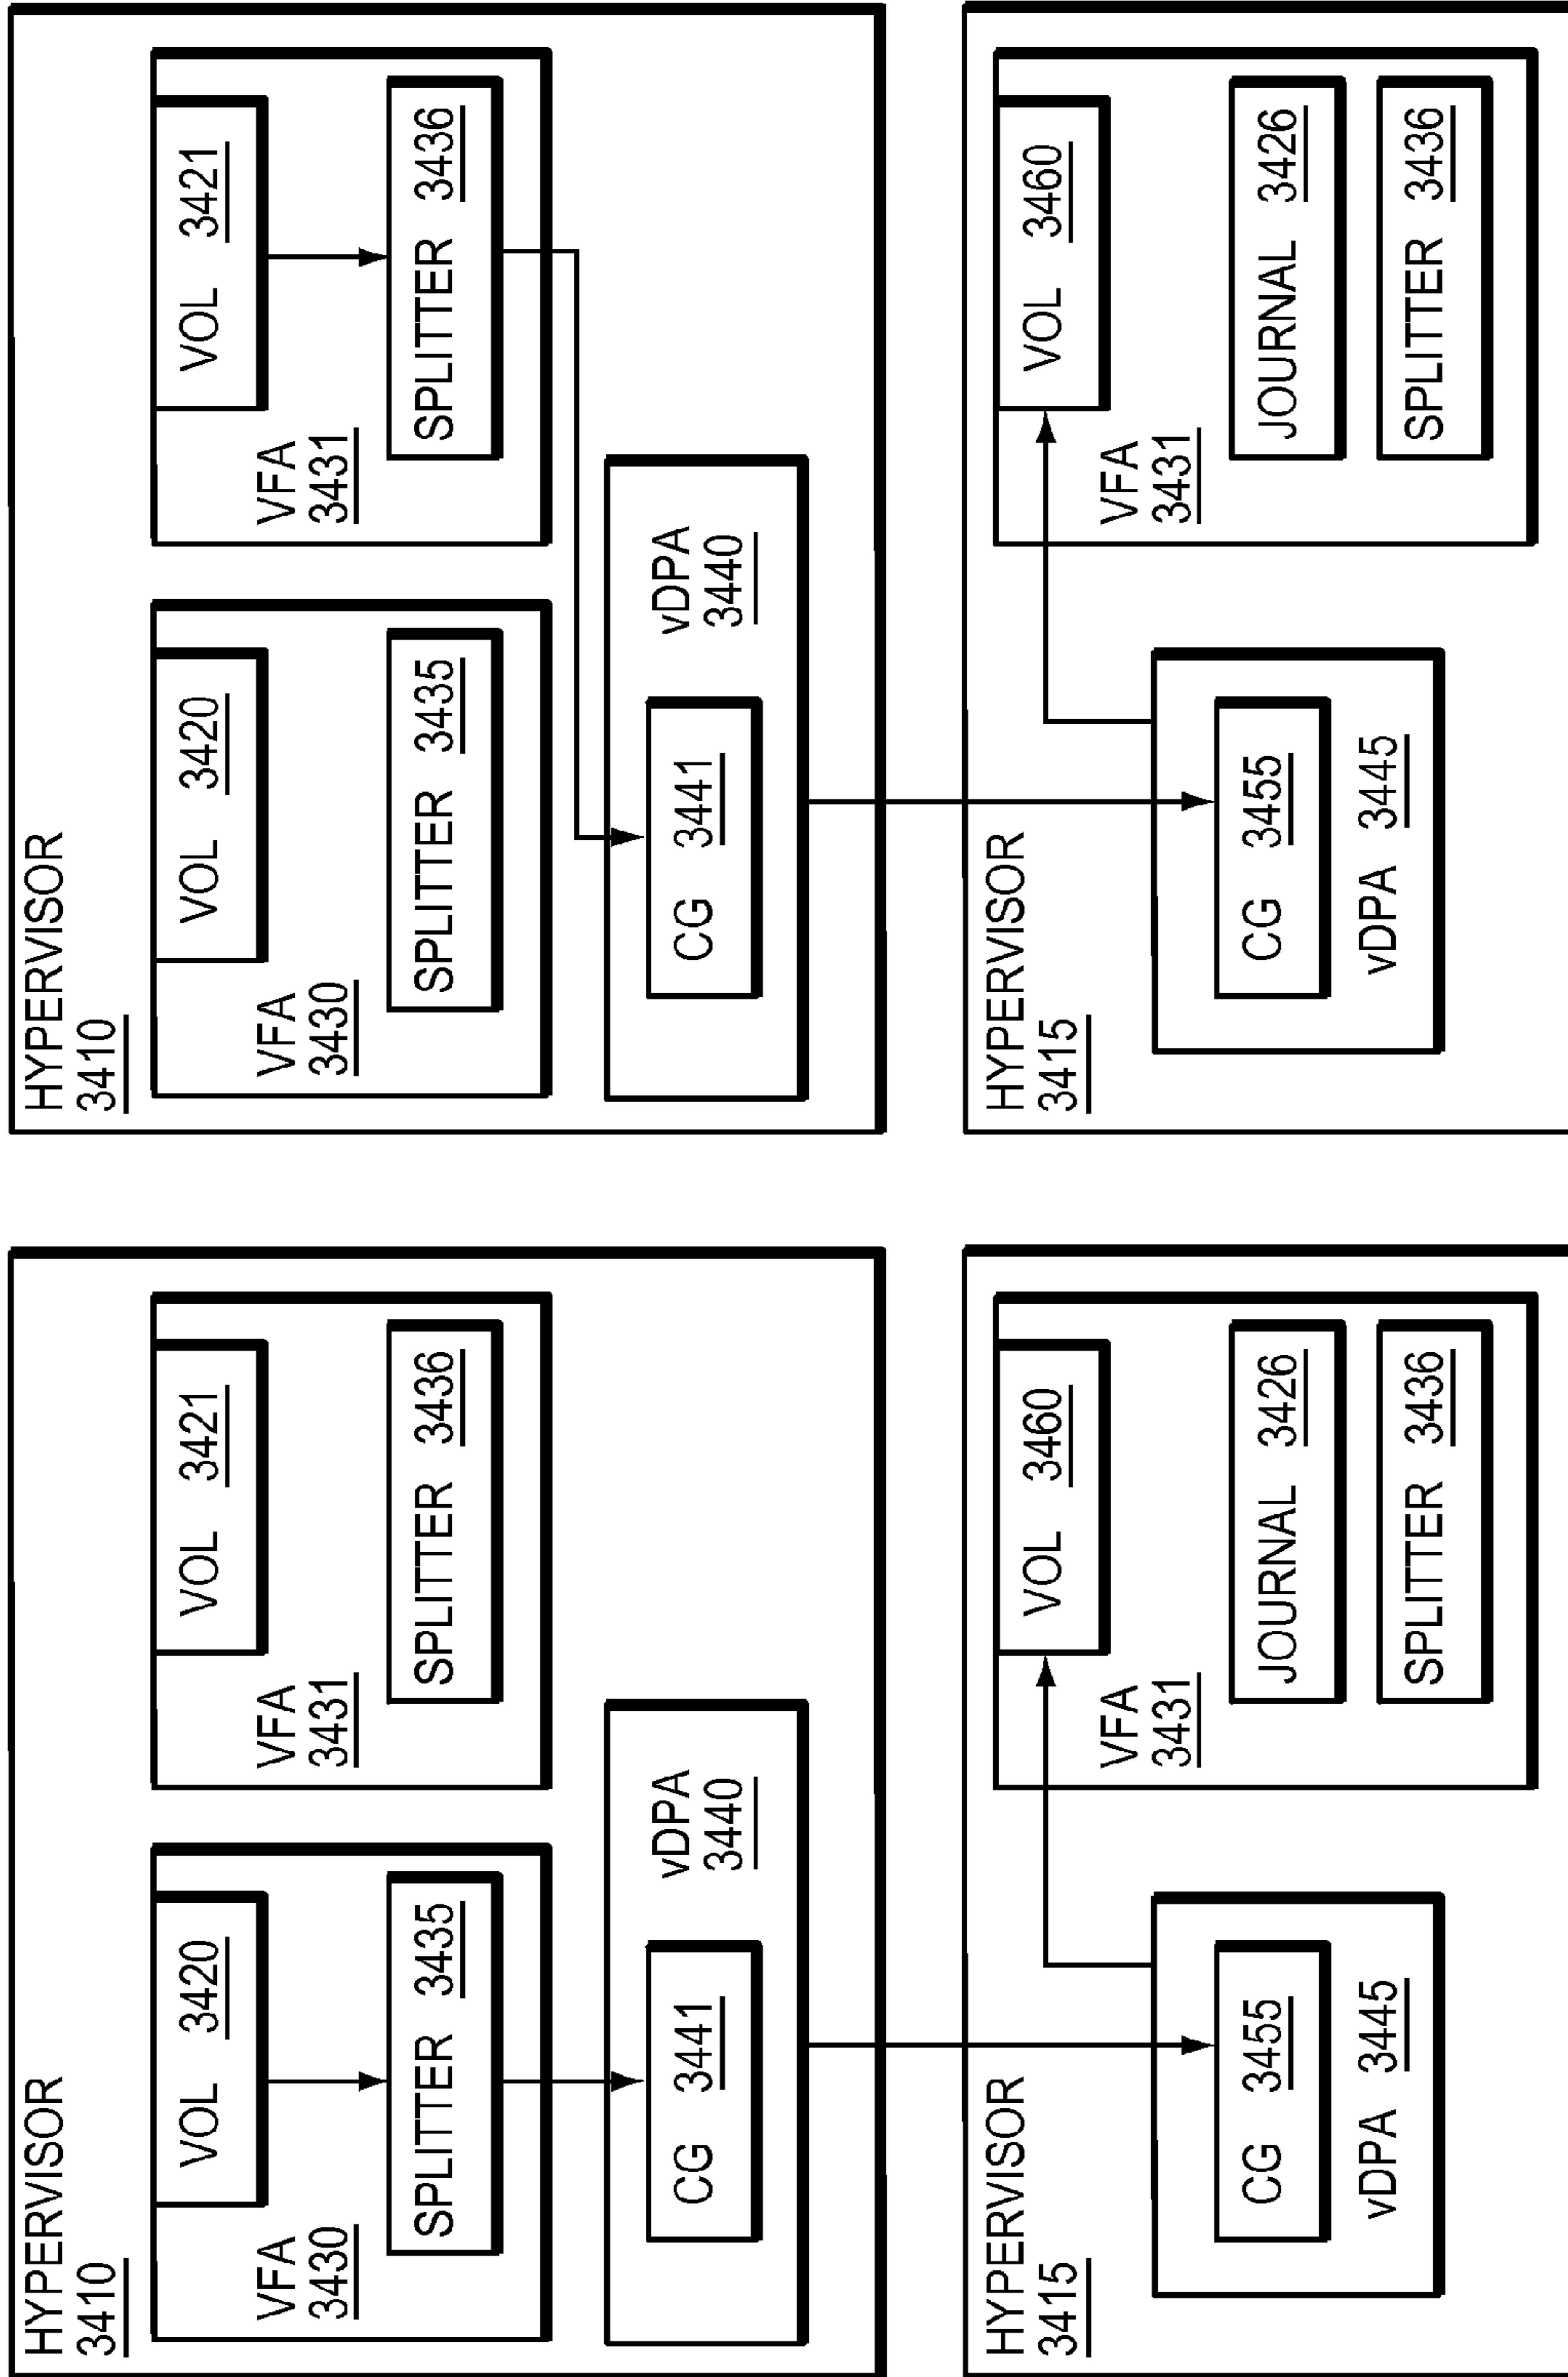 HYPERVISOR
3410
VOL 3420
VFA
3430
SPLITTER 3435
VOL 3421
VFA
3431
SPLITTER 3436
CG 3441
vDPA
3440
HYPERVISOR
3415
CG 3455
vDPA 3445
VOL 3460
VFA
3431
JOURNAL 3426
SPLITTER 3436
HYPERVISOR
3410
VOL 3420
VFA
3430
SPLITTER 3435
VOL 3421
VFA
3431
SPLITTER 3436
CG 3441
vDPA
3440
HYPERVISOR
3415
CG 3455
vDPA 3445
VOL 3460
VFA
3431
JOURNAL 3426
SPLITTER 3436